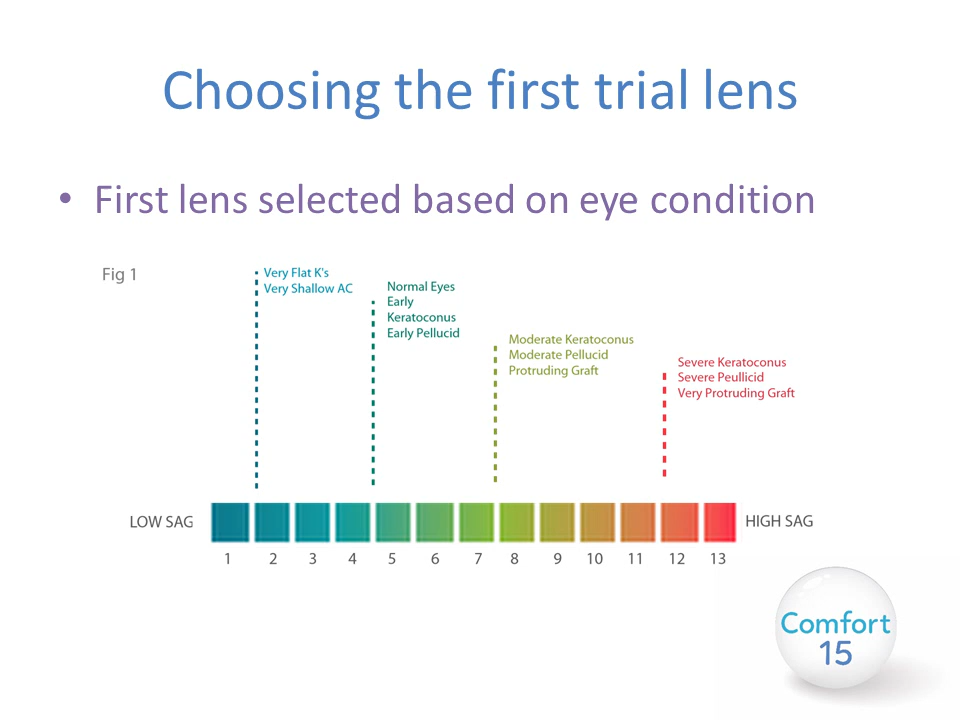 Choosing the first trial lens
• First lens selected based on eye condition
Fig 1
Very Flat K's
Very Shallow AC
Normal Eyes
Early
Keratoconus
Early Pellucid
Moderate Keratoconus
Moderate Pellucid
Protruding Graft
Severe Keratoconus
Severe Peullicid
Very Protruding Graft
LOW SAG
HIGH SAG
1 2 3 4 5 6 7 8 9 10 11 12 13
Comfort
15